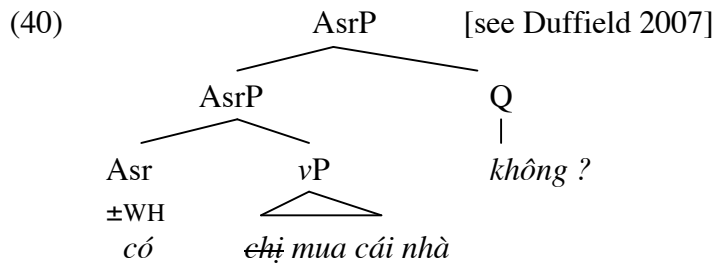 (40) AsrP [see Duffield 2007]
AsrP Q
Asr vP không ?
±WH
có chị mua cái nhà